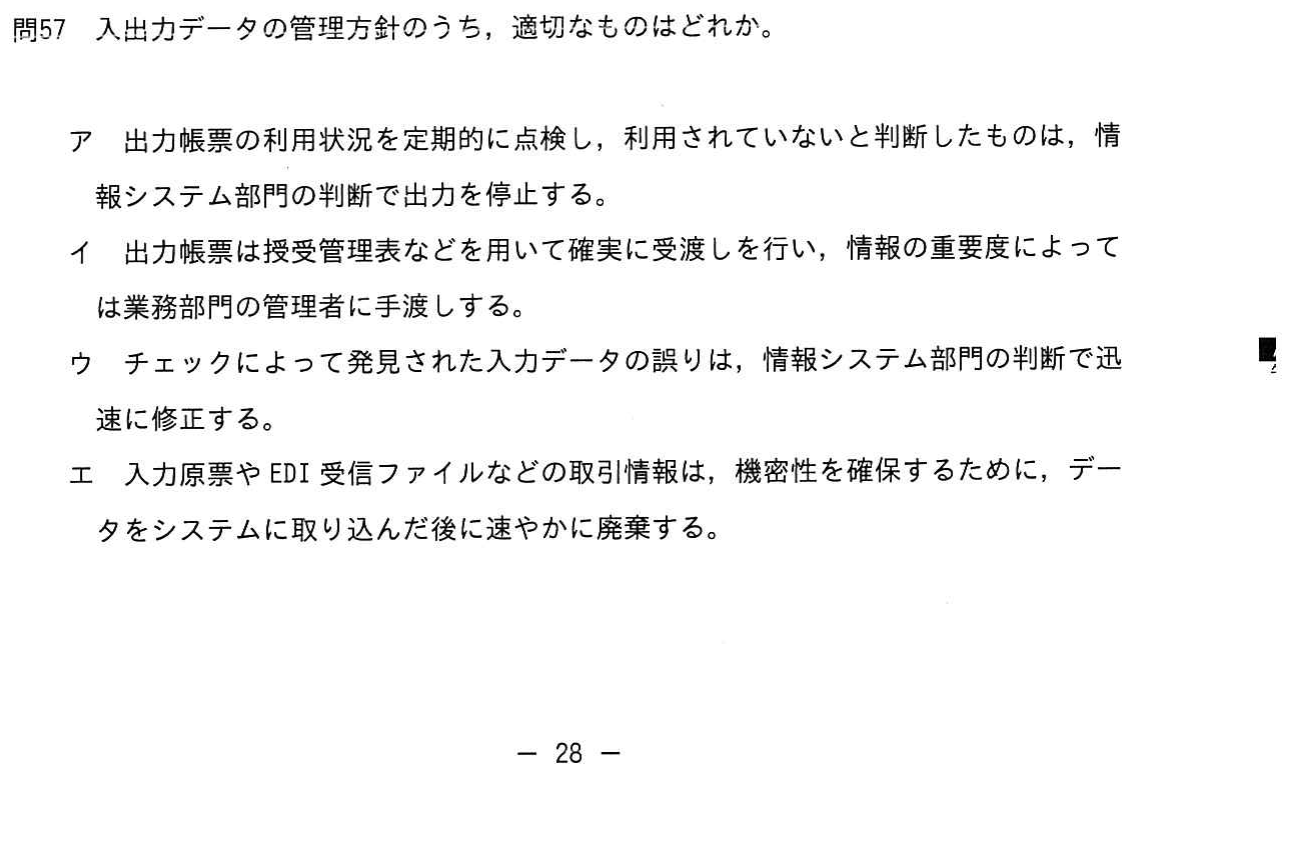 問57　入出力データの管理方針のうち，適切なものはどれか。
ア　出力帳票の利用状況を定期的に点検し，利用されていないと判断したものは，情
報システム部門の判断で出力を停止する。
イ　出力帳票は授受管理表などを用いて確実に受渡しを行い，情報の重要度によって
は業務部門の管理者に手渡しする。
ウ　チェックによって発見された入力データの誤りは，情報システム部門の判断で迅
速に修正する。
エ　入力原票や EDI 受信ファイルなどの取引情報は，機密性を確保するために，デー
タをシステムに取り込んだ後に速やかに廃棄する。
－ 28 －